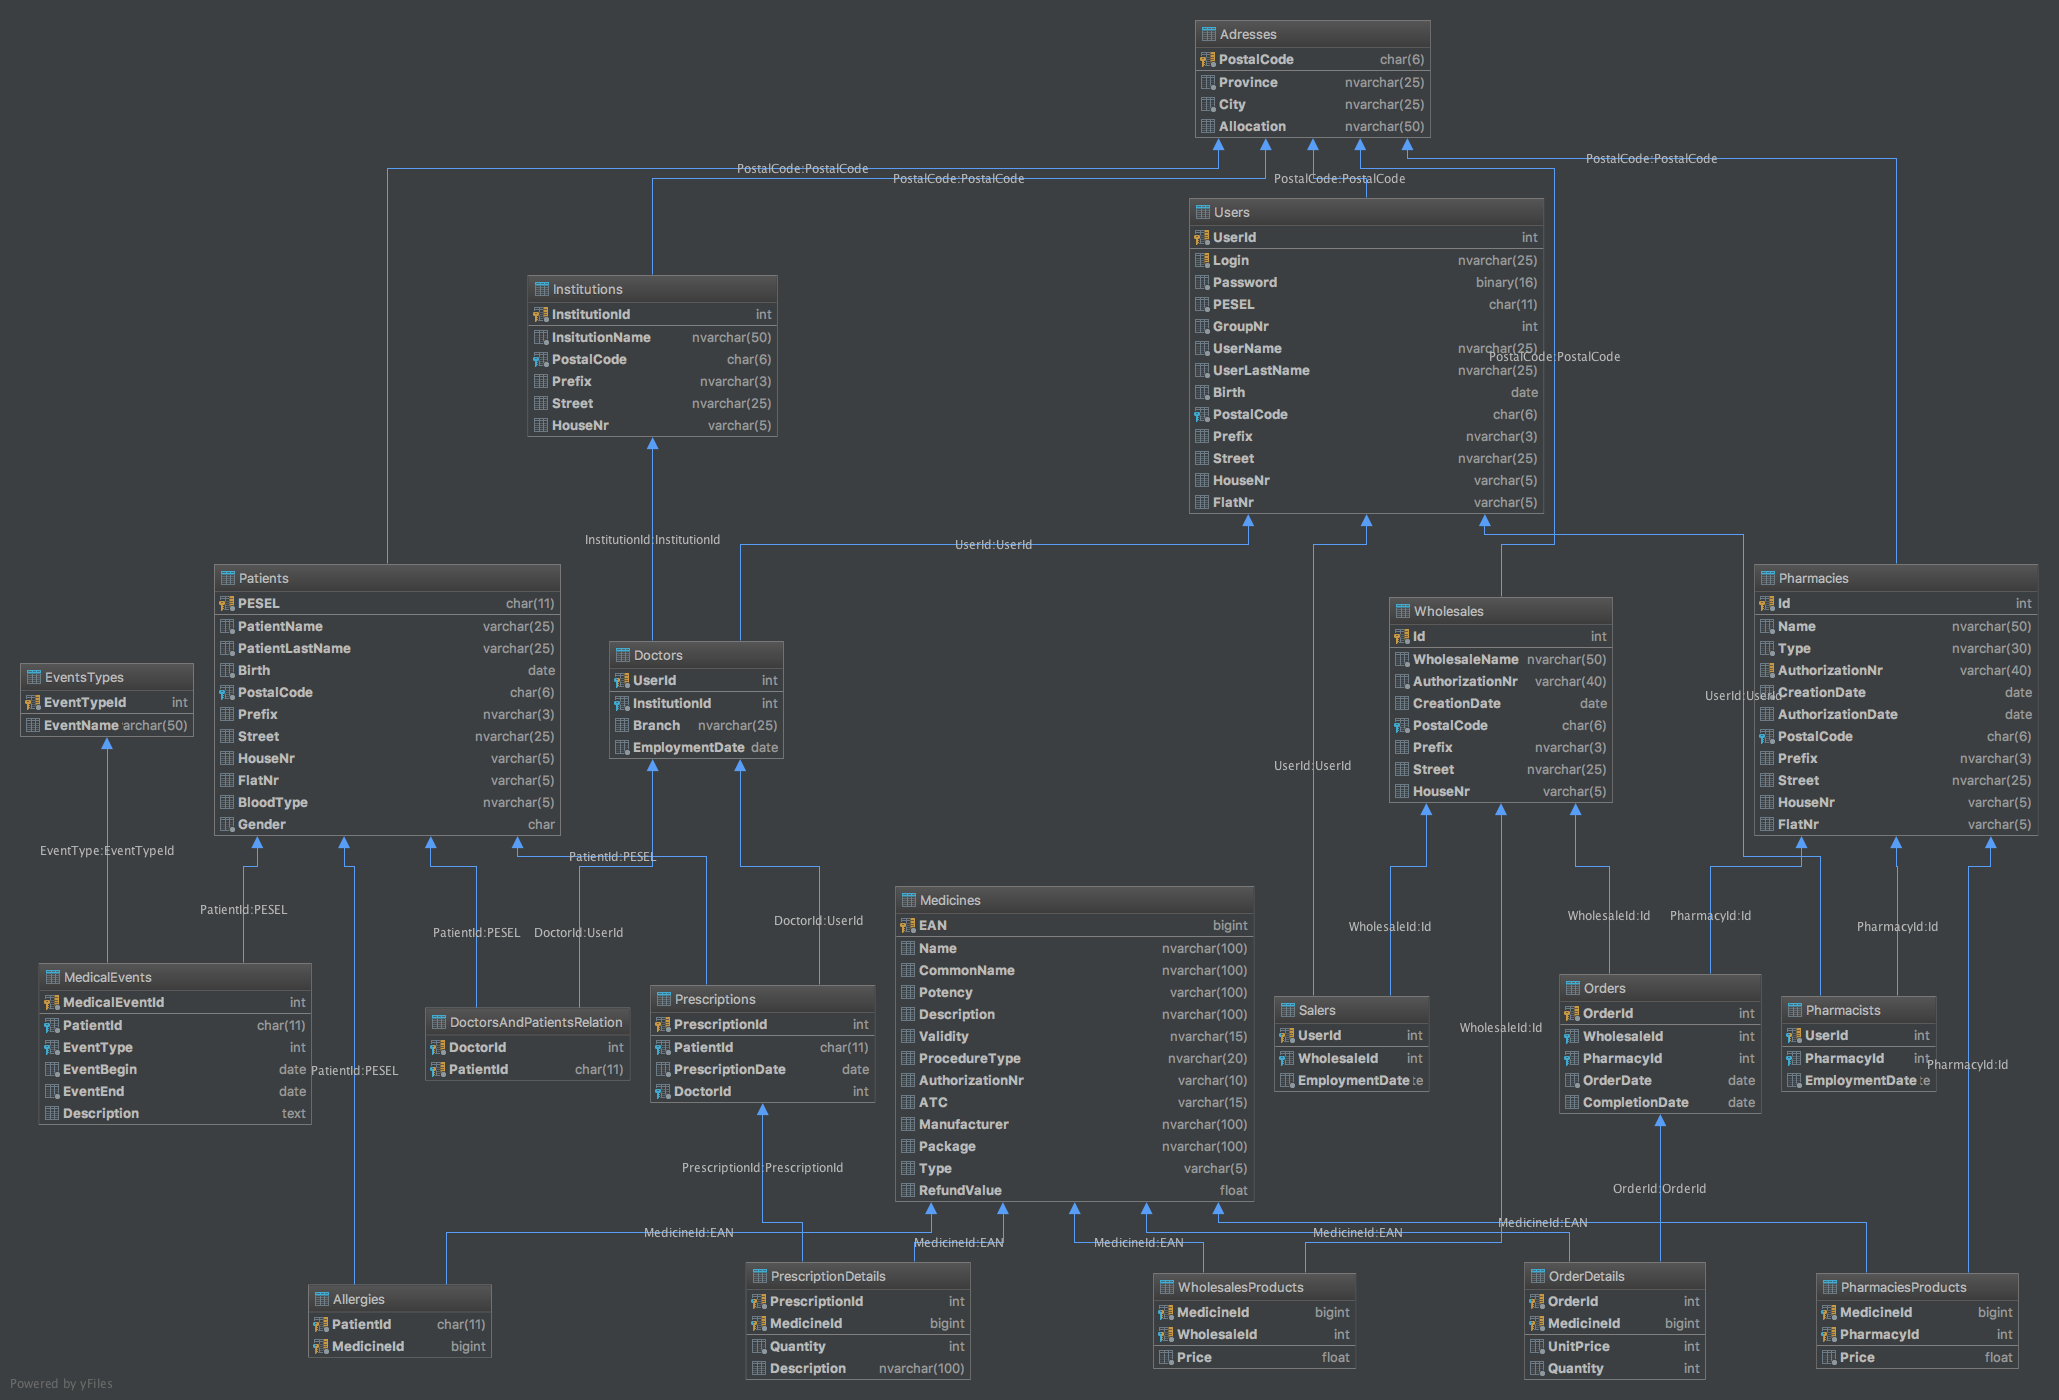 Adresses
PostalCode char(6)
Province nvarchar(25)
City nvarchar(25)
Allocation nvarchar(50)
PostalCode:PostalCode
PostalCode:PostalCode
PostalCode:PostalCode
PostalCode:PostalCode
Users
UserId int
Login nvarchar(25)
Password binary(16)
PESEL char(11)
GroupNr int
UserName nvarchar(25)
PostalCode:PostalCode
UserLastName nvarchar(25)
Birth date
PostalCode char(6)
Prefix nvarchar(3)
Street nvarchar(25)
HouseNr varchar(5)
FlatNr varchar(5)
Institutions
InstitutionId int
InsitutionName nvarchar(50)
PostalCode char(6)
Prefix nvarchar(3)
Street nvarchar(25)
HouseNr varchar(5)
InstitutionId:InstitutionId
UserId:UserId
Patients
PESEL char(11)
PatientName varchar(25)
PatientLastName varchar(25)
Birth date
PostalCode char(6)
Prefix nvarchar(3)
Street nvarchar(25)
HouseNr varchar(5)
FlatNr varchar(5)
BloodType nvarchar(5)
Gender char
Doctors
UserId int
InstitutionId int
Branch nvarchar(25)
EmploymentDate date
Wholesales
Id int
WholesaleName nvarchar(50)
AuthorizationNr varchar(40)
CreationDate date
PostalCode char(6)
Prefix nvarchar(3)
Street nvarchar(25)
HouseNr varchar(5)
Pharmacies
Id int
Name nvarchar(50)
Type nvarchar(30)
AuthorizationNr varchar(40)
UserId:UserId
CreationDate date
AuthorizationDate date
PostalCode char(6)
Prefix nvarchar(3)
Street nvarchar(25)
HouseNr varchar(5)
FlatNr varchar(5)
EventsTypes
EventTypeId int
EventName varchar(50)
UserId:UserId
EventType:EventTypeId
PatientId:PESEL
PatientId:PESEL
PatientId:PESEL
DoctorId:UserId
DoctorId:UserId
WholesaleId:Id
WholesaleId:Id
PharmacyId:Id
PharmacyId:Id
MedicalEvents
MedicalEventId int
PatientId char(11)
EventType int
EventBegin date
EventEnd date
Description text
PatientId:PESEL
DoctorsAndPatientsRelation
DoctorId int
PatientId char(11)
Prescriptions
PrescriptionId int
PatientId char(11)
PrescriptionDate date
DoctorId int
Medicines
EAN bigint
Name nvarchar(100)
CommonName nvarchar(100)
Potency varchar(100)
Description nvarchar(100)
Validity nvarchar(15)
ProcedureType nvarchar(20)
AuthorizationNr varchar(10)
ATC varchar(15)
Manufacturer nvarchar(100)
Package nvarchar(100)
Type varchar(5)
RefundValue float
Salers
UserId int
WholesaleId int
EmploymentDate te
WholesaleId:Id
Orders
OrderId int
WholesaleId int
PharmacyId int
OrderDate date
CompletionDate date
Pharmacists
UserId int
PharmacyId int
EmploymentDate te
PharmacyId:Id
PrescriptionId:PrescriptionId
OrderId:OrderId
MedicineId:EAN
MedicineId:EAN
MedicineId:EAN
MedicineId:EAN
MedicineId:EAN
Allergies
PatientId char(11)
MedicineId bigint
PrescriptionDetails
PrescriptionId int
MedicineId bigint
Quantity int
Description nvarchar(100)
WholesalesProducts
MedicineId bigint
WholesaleId int
Price float
OrderDetails
OrderId int
MedicineId bigint
UnitPrice int
Quantity int
PharmaciesProducts
MedicineId bigint
PharmacyId int
Price float
Powered by yFiles